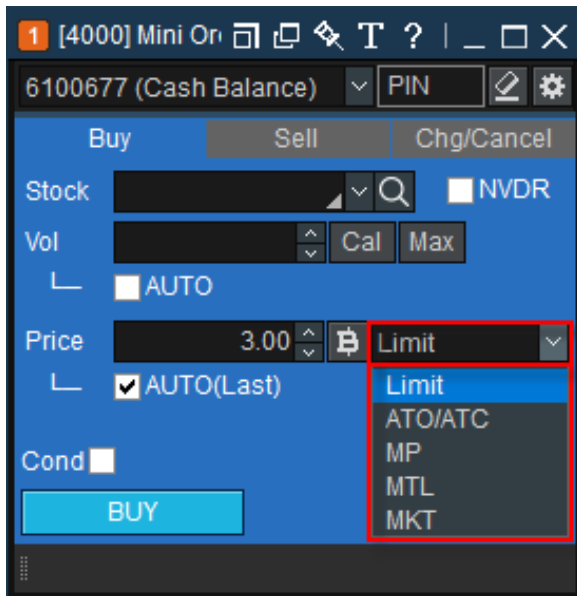 1 [4000] Mini Or T ?
6100677 (Cash Balance) PIN
Buy Sell Chg/Cancel
Stock NVDR
Vol Cal Max
AUTO
Price 3.00 Limit
AUTO(Last) Limit
ATO/ATC
MP
Cond
MTL
BUY
MKT